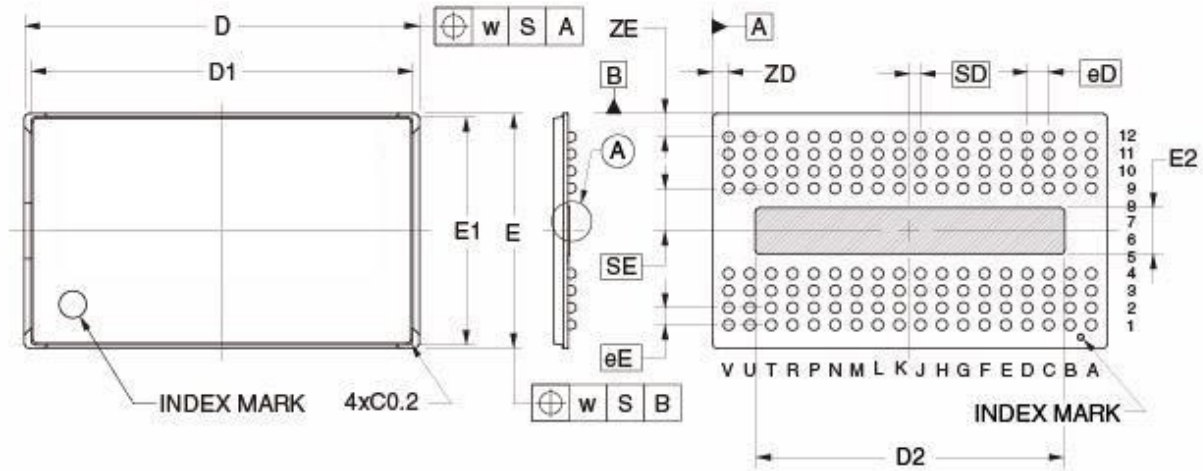 D
w S A
D1
INDEX MARK
4xC0.2
E1
E
w S B
ZE
B
A
SE
eE
A
ZD
SD
eD
E2
12
11
10
9
8
7
6
5
4
3
2
1
V U T R P N M L K J H G F E D C B A
INDEX MARK
D2